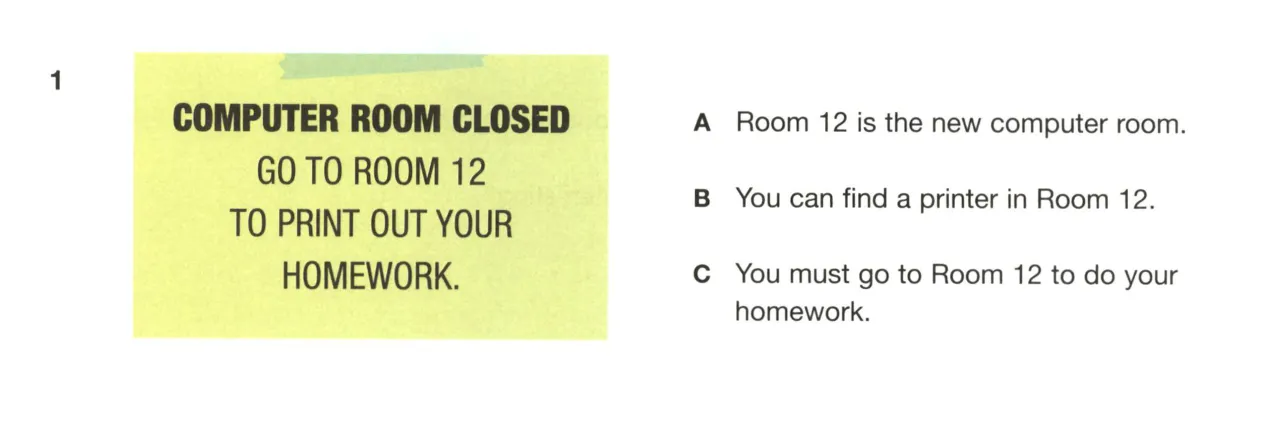 1
COMPUTER ROOM CLOSED
GO TO ROOM 12
TO PRINT OUT YOUR
HOMEWORK.
A Room 12 is the new computer room.
B You can find a printer in Room 12.
C You must go to Room 12 to do your
homework.